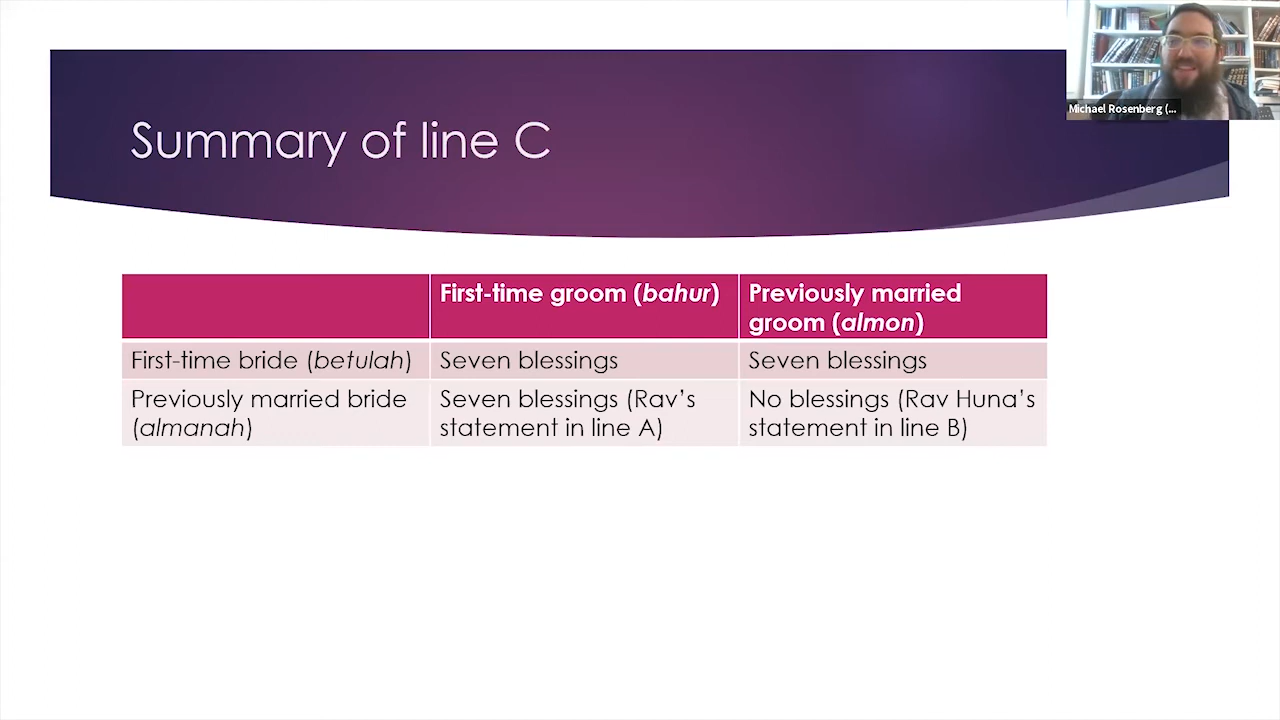 Michael Rosenberg (...
Summary of line C
First-time groom (bahur)
Previously married
groom (almon)
First-time bride (betulah)
Seven blessings
Seven blessings
Previously married bride
(almanah)
Seven blessings (Rav’s
statement in line A)
No blessings (Rav Huna’s
statement in line B)